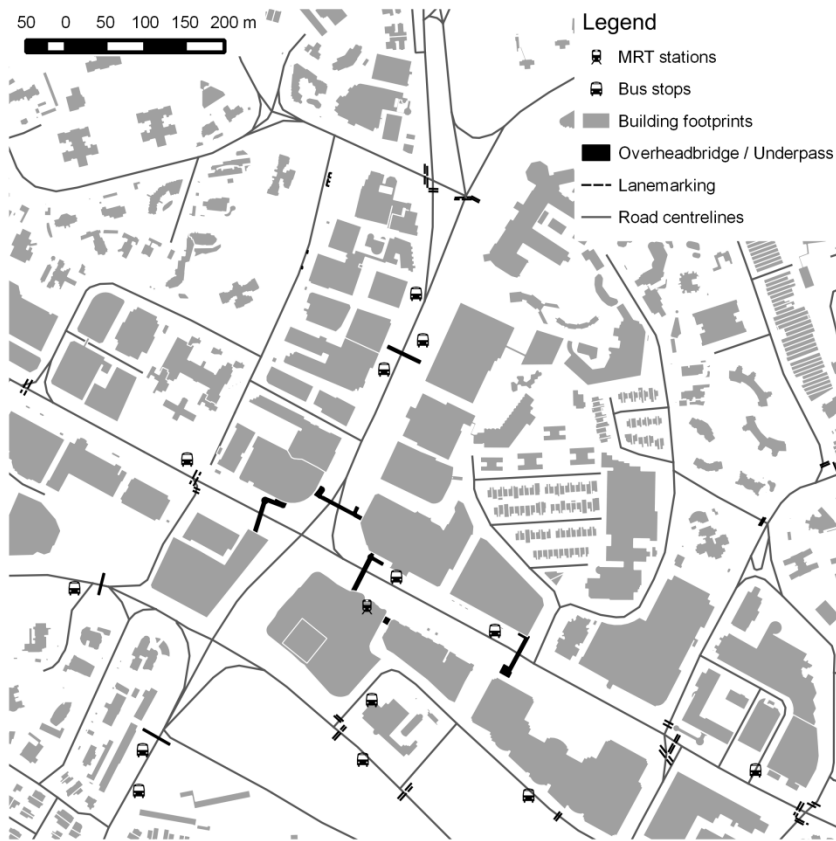 50 0 50 100 150 200 m
Legend
MRT stations
Bus stops
Building footprints
Overheadbridge / Underpass
Lanemarking
Road centrelines